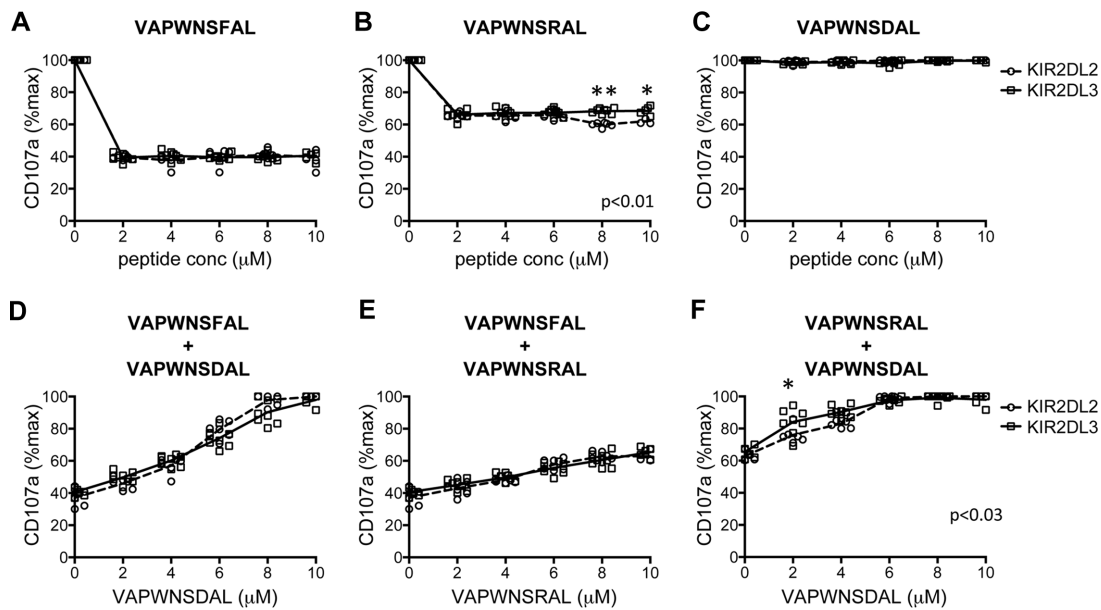 A
VAPWNSFAL
CD107a (%max)
100
80
60
40
20
0
0 2 4 6 8 10
peptide conc (µM)
B
VAPWNSRAL
CD107a (%max)
100
80
60
40
20
0
** *
p<0.01
0 2 4 6 8 10
peptide conc (µM)
C
VAPWNSDAL
CD107a (%max)
100
80
60
40
20
0
0 2 4 6 8 10
peptide conc (µM)
KIR2DL2
KIR2DL3
D
VAPWNSFAL
+
VAPWNSDAL
CD107a (%max)
100
80
60
40
20
0
0 2 4 6 8 10
VAPWNSDAL (µM)
E
VAPWNSFAL
+
VAPWNSRAL
CD107a (%max)
100
80
60
40
20
0
0 2 4 6 8 10
VAPWNSRAL (µM)
F
VAPWNSRAL
+
VAPWNSDAL
CD107a (%max)
100
80
60
40
20
0
*
p<0.03
0 2 4 6 8 10
VAPWNSDAL (µM)
KIR2DL2
KIR2DL3